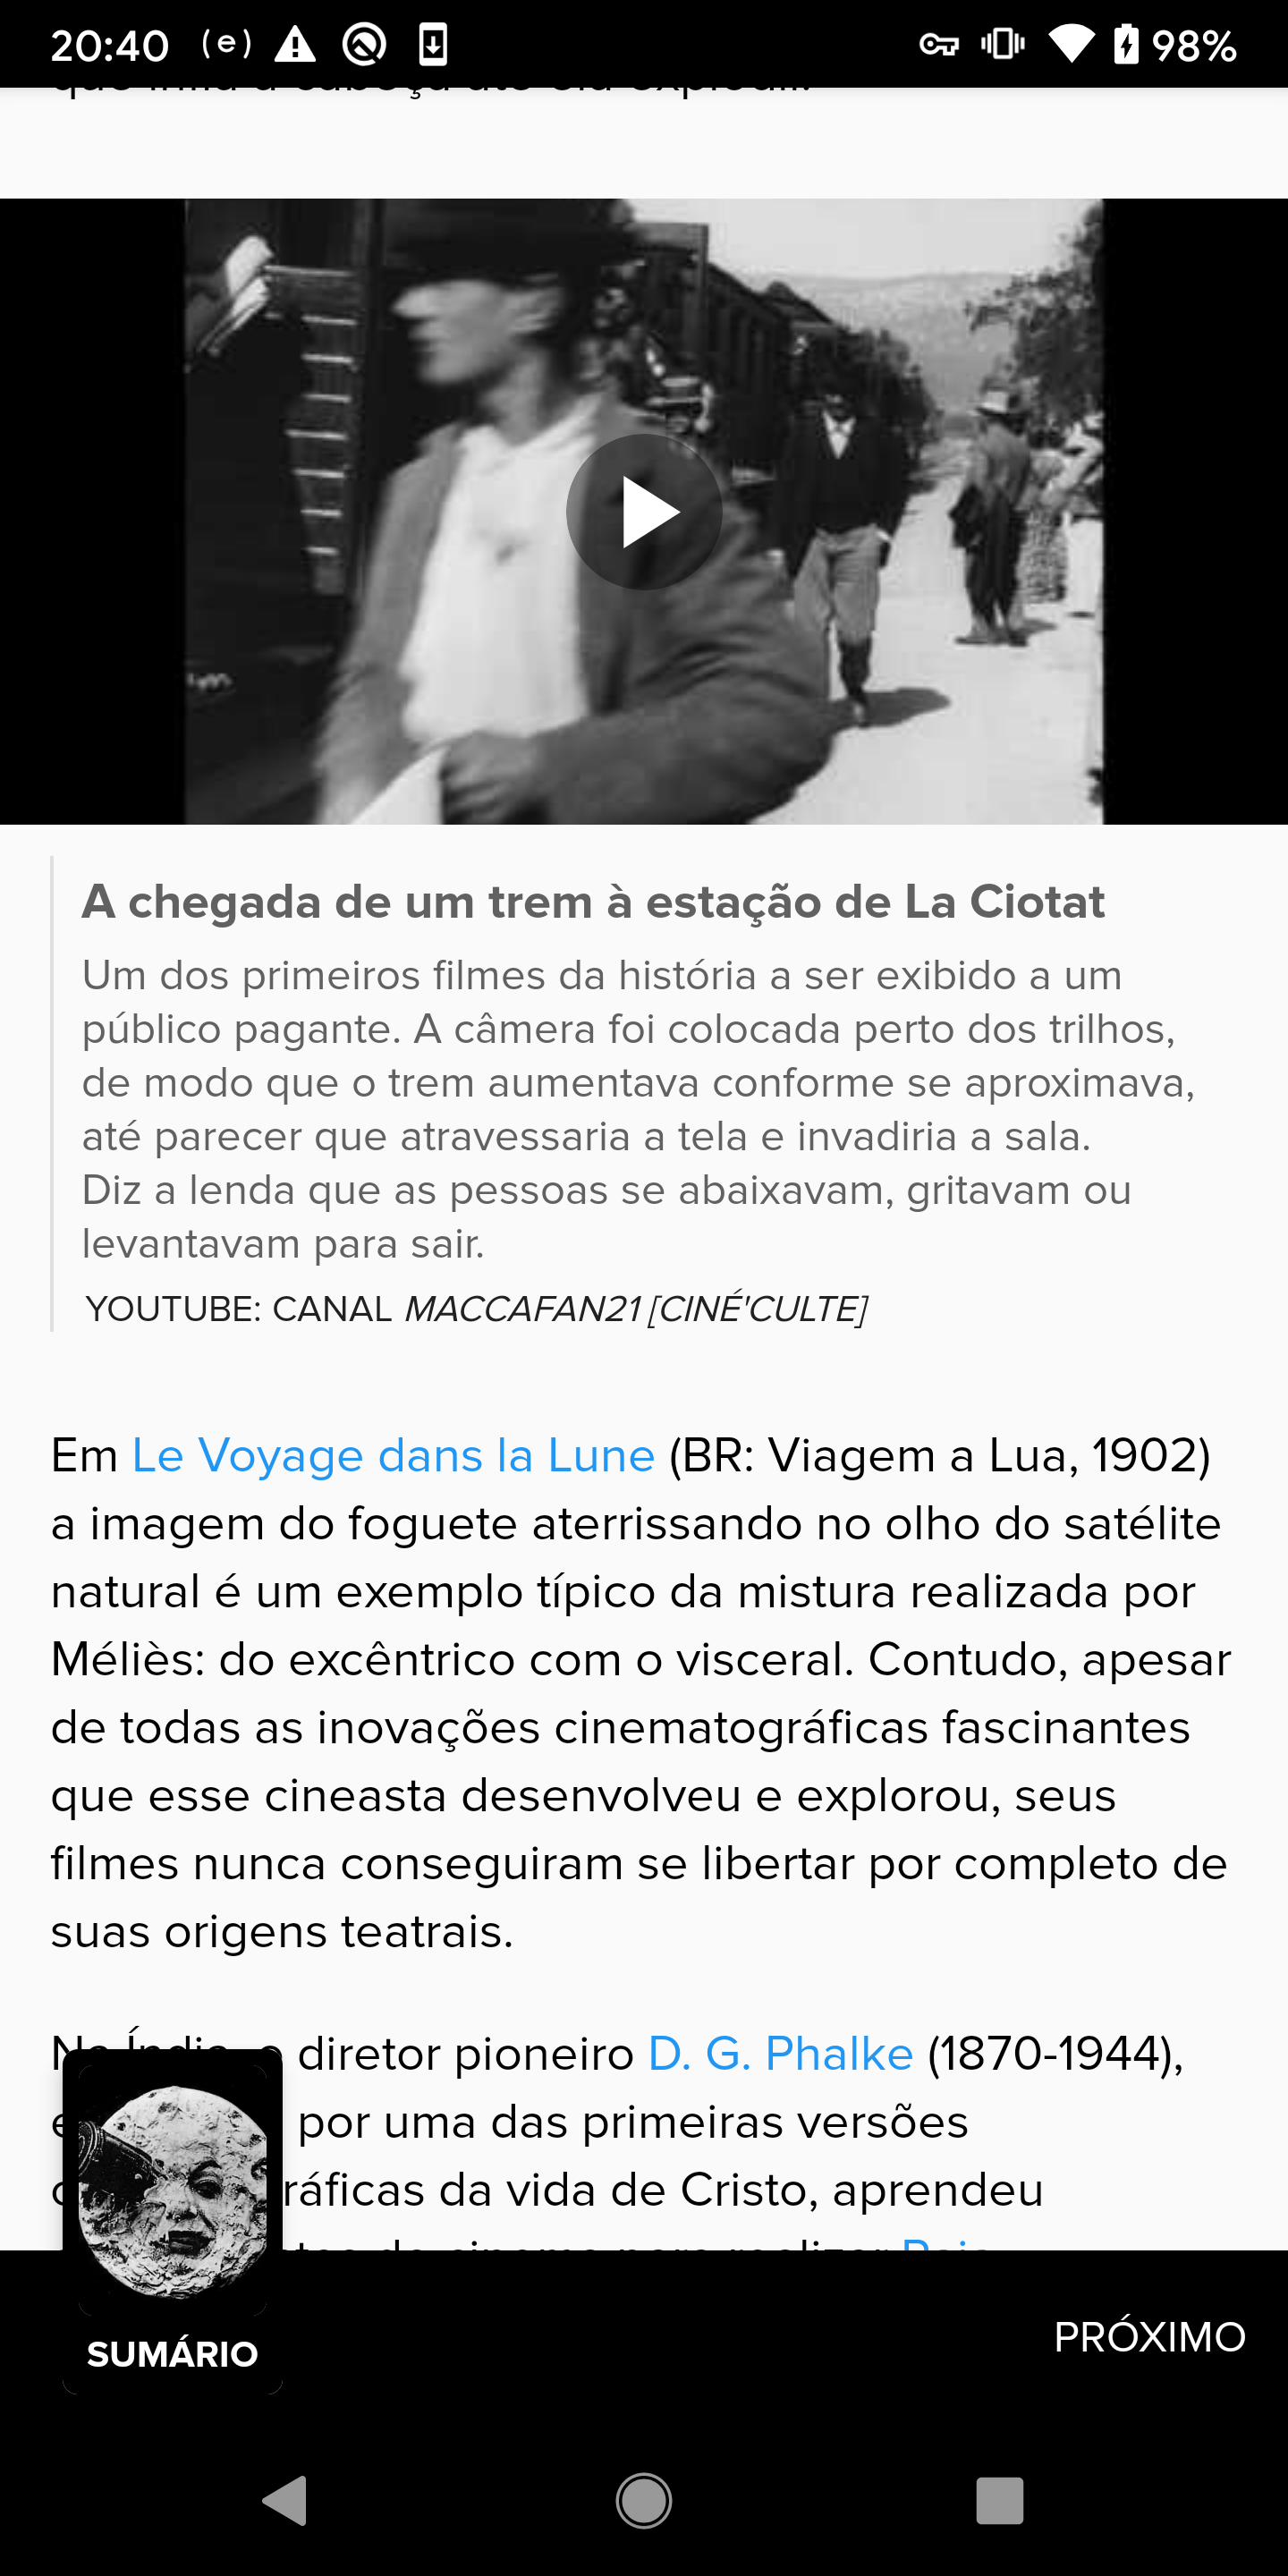 20:40 (e) 98%
A chegada de um trem à estação de La Ciotat
Um dos primeiros filmes da história a ser exibido a um
público pagante. A câmera foi colocada perto dos trilhos,
de modo que o trem aumentava conforme se aproximava,
até parecer que atravessaria a tela e invadiria a sala.
Diz a lenda que as pessoas se abaixavam, gritavam ou
levantavam para sair.
YOUTUBE: CANAL MACCAFAN21 [CINÉ'CULTE]
Em Le Voyage dans la Lune (BR: Viagem a Lua, 1902)
a imagem do foguete aterrissando no olho do satélite
natural é um exemplo típico da mistura realizada por
Méliès: do excêntrico com o visceral. Contudo, apesar
de todas as inovações cinematográficas fascinantes
que esse cineasta desenvolveu e explorou, seus
filmes nunca conseguiram se libertar por completo de
suas origens teatrais.
Na Índia, o diretor pioneiro D. G. Phalke (1870-1944),
por uma das primeiras versões
ráficas da vida de Cristo, aprendeu
de cinema para realizar
SUMÁRIO
PRÓXIMO